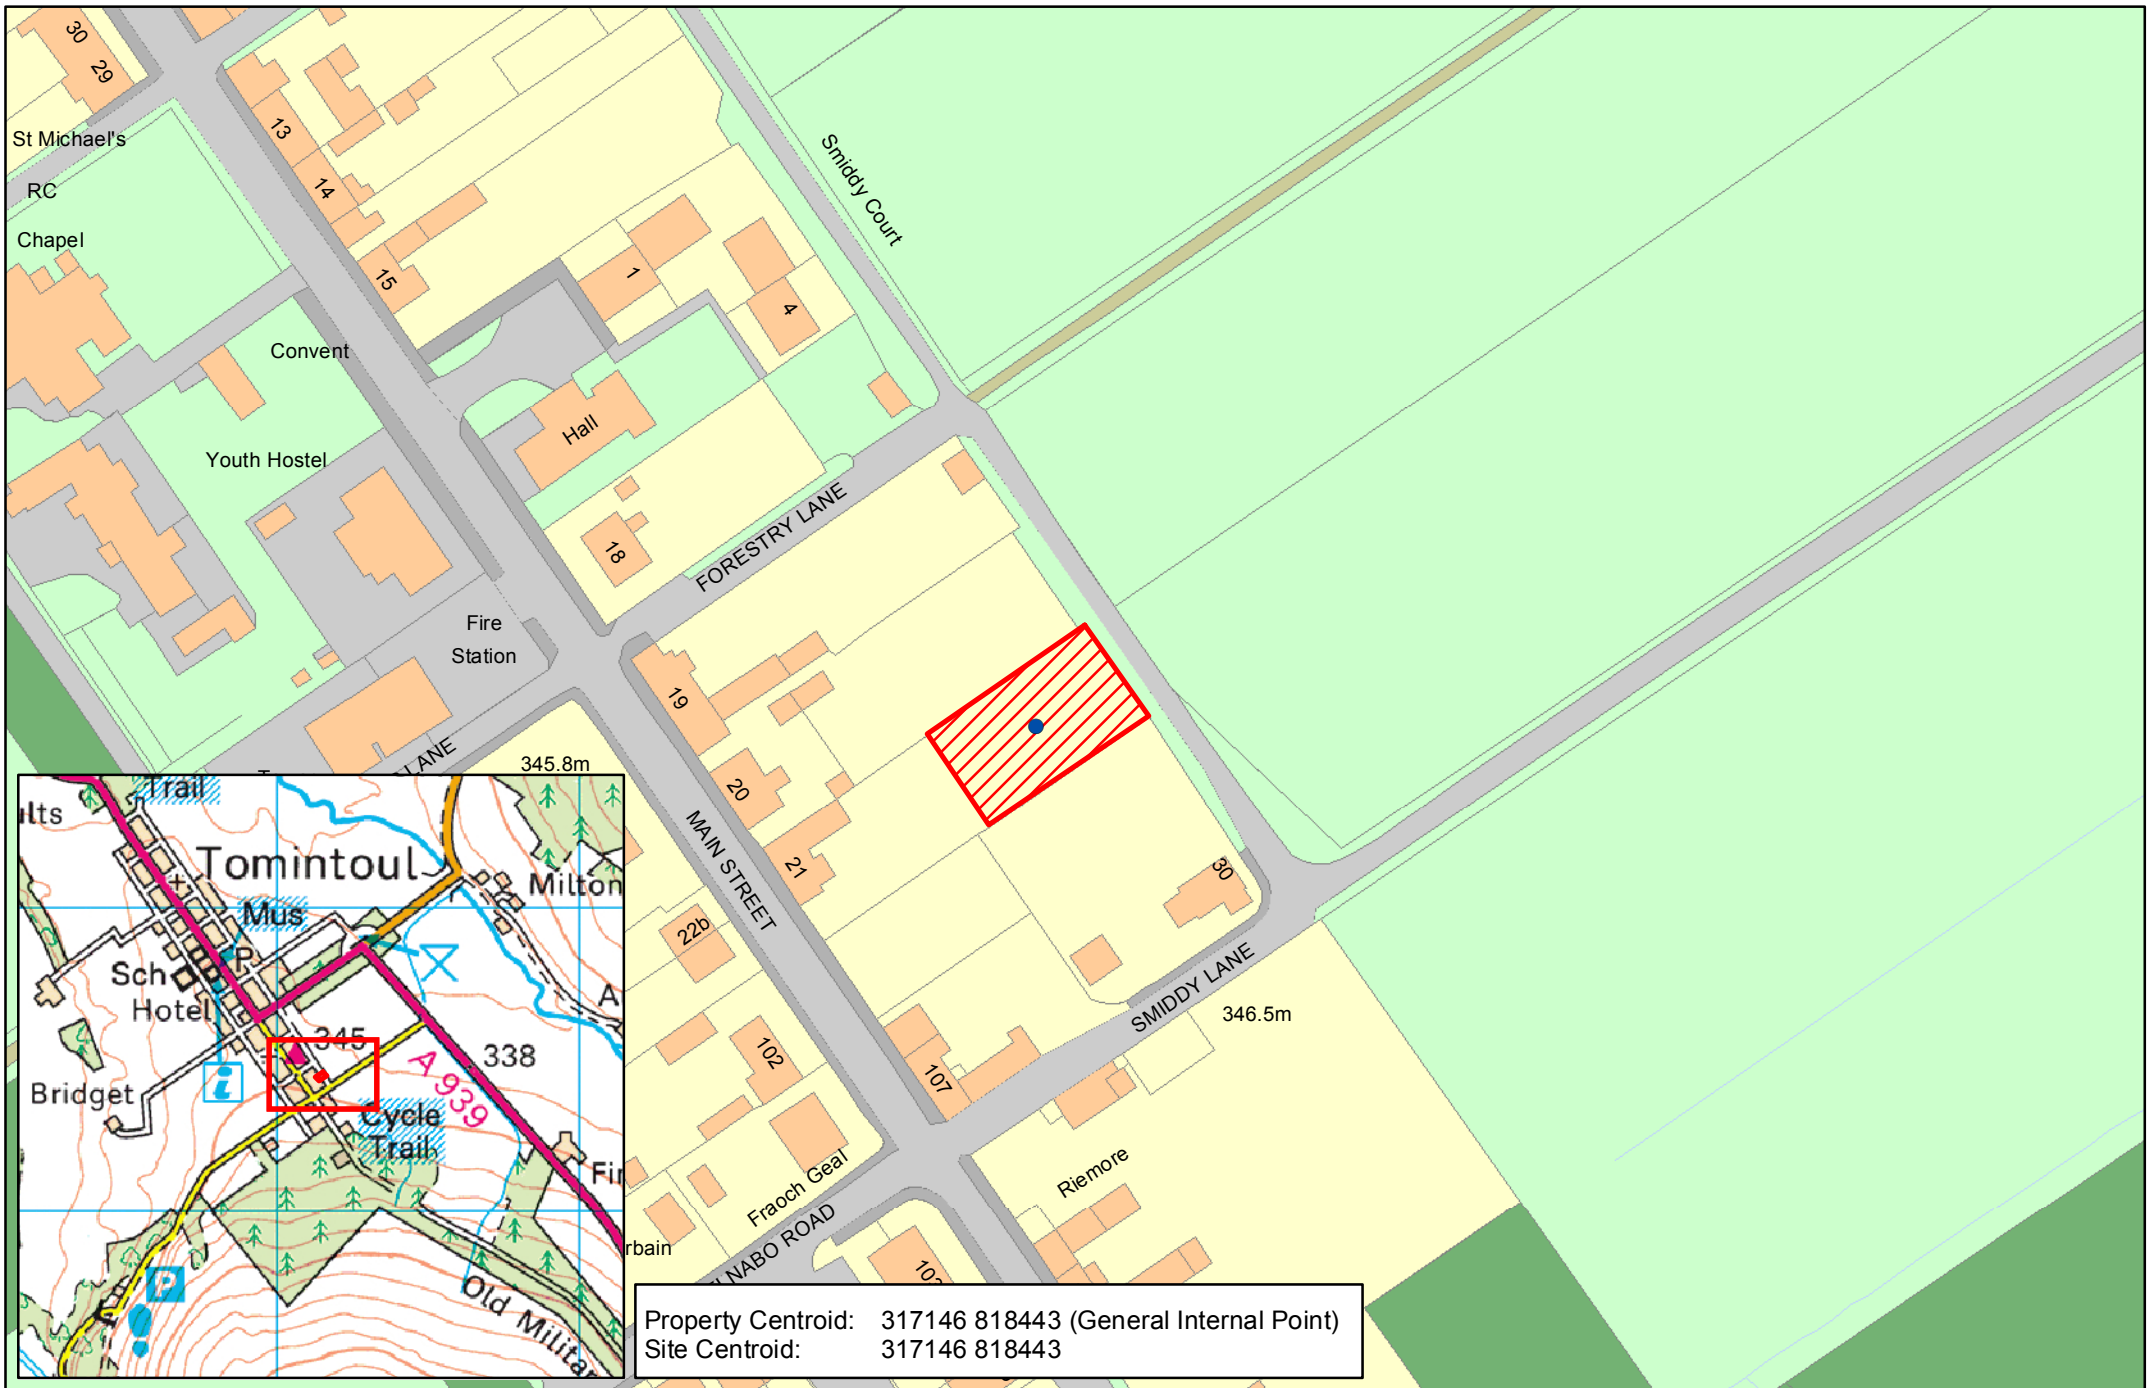 30
29
St Michael's
RC
Chapel
13
14
15
Convent
Youth Hostel
Hall
1
4
Smiddy Court
18
FORESTRY LANE
Fire
Station
19
20
21
LANE
345.8m
MAIN STREET
22b
30
SMIDDY LANE
346.5m
102
107
Fraoch Geal
Riemore
Trail
Tomintoul
Milton
Mus
P
Sch
Hotel
345
338
Bridget
i
A 939
Cycle
Trail
P
Old Militar
Property Centroid: 317146 818443 (General Internal Point)
Site Centroid: 317146 818443